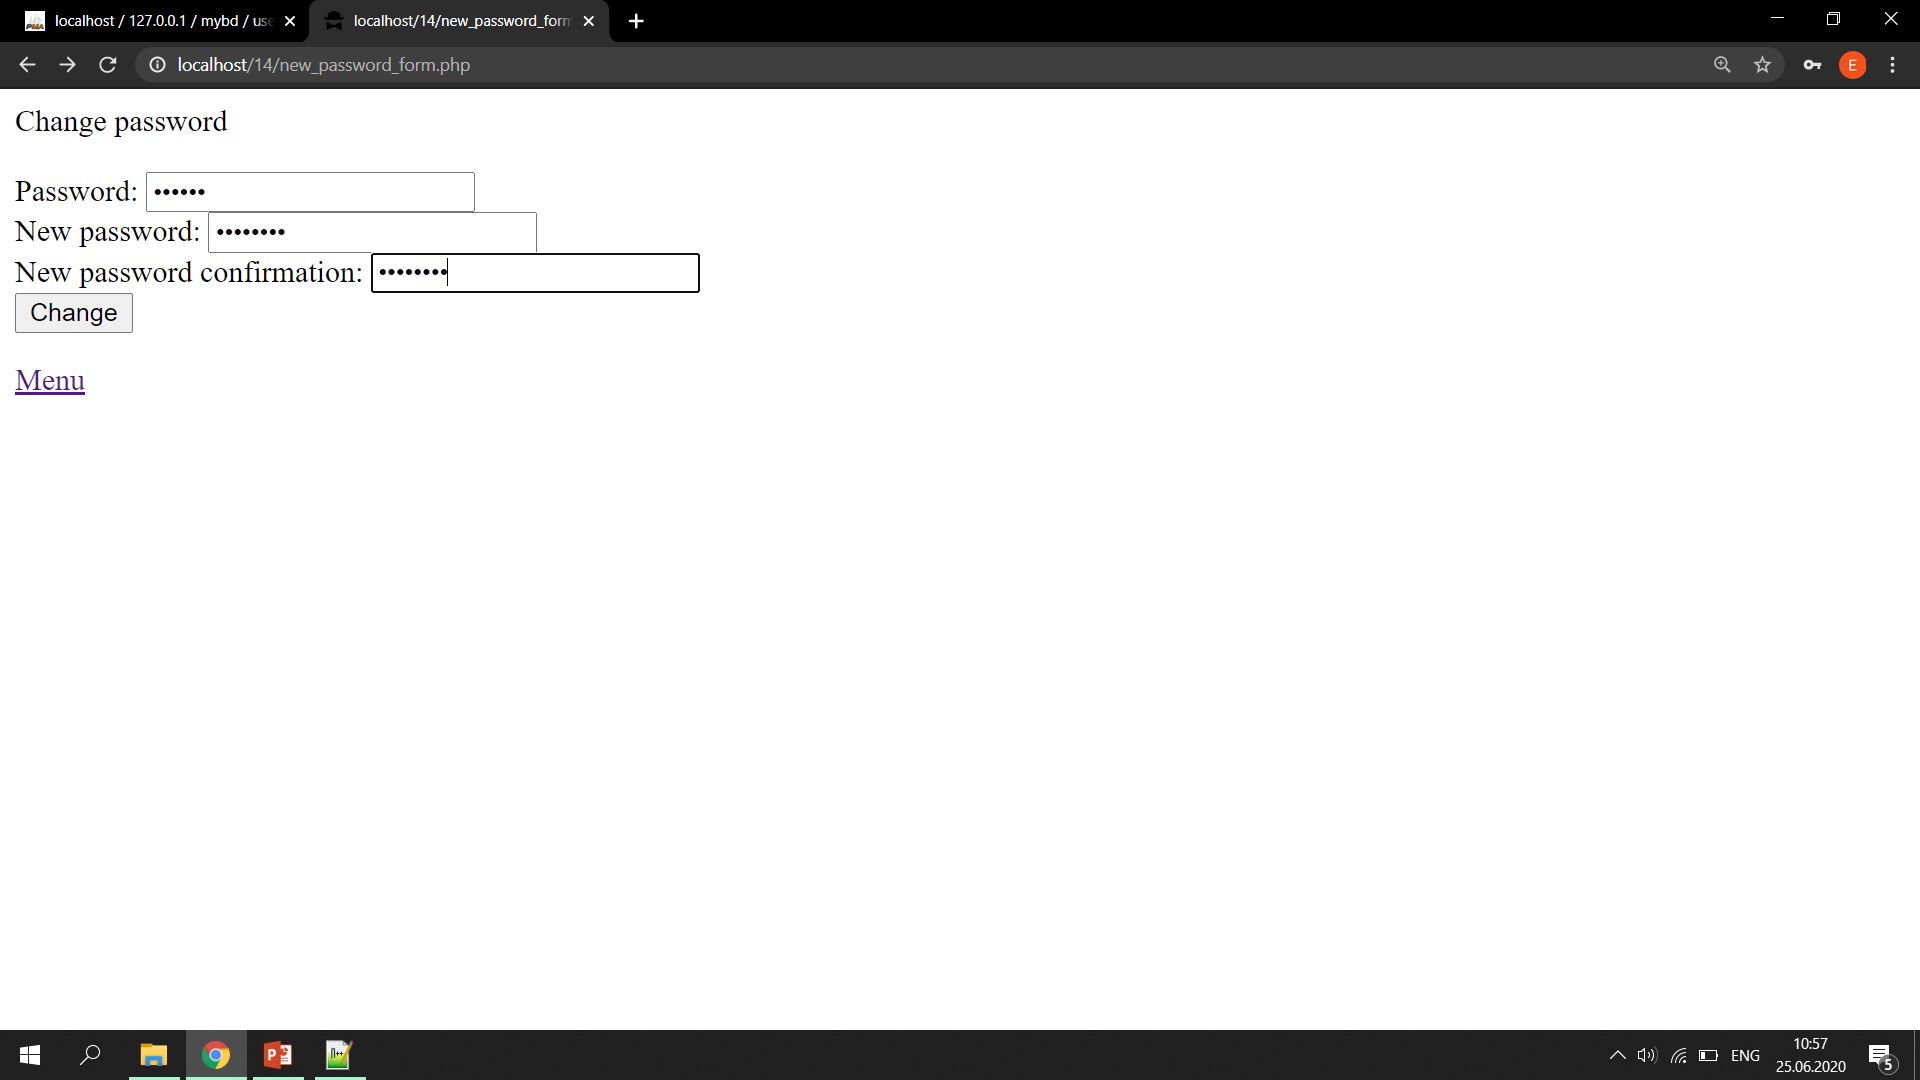 localhost / 127.0.0.1 / mybd / use
localhost/14/new_password_form
localhost/14/new_password_form.php
E
Change password
Password: ••••••
New password: ••••••••
New password confirmation: ••••••••
Change
Menu
ENG
10:57
25.06.2020
5